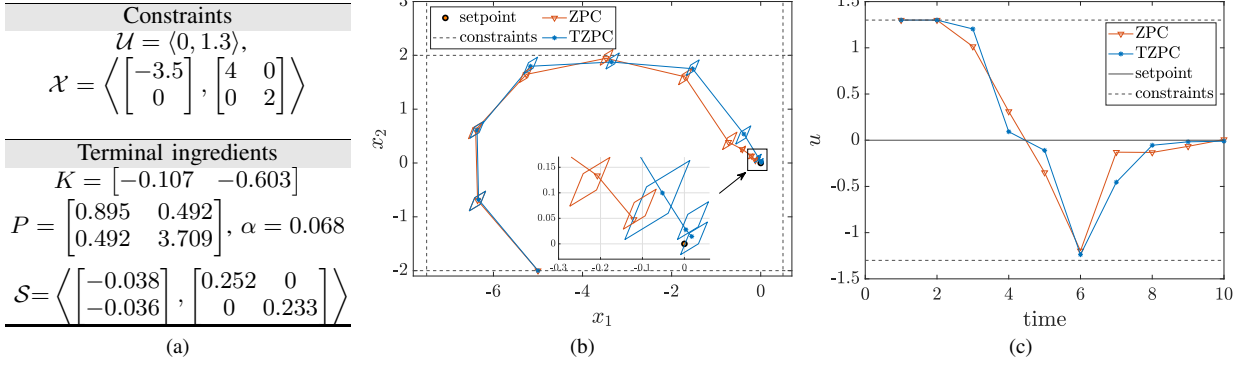 Constraints
𝒰 = ⟨0, 1.3⟩,
𝒳 = ⟨ [−3.5 0], [4 0 0 2] ⟩
Terminal ingredients
K = [−0.107 −0.603]
P = [0.895 0.492 0.492 3.709], α = 0.068
𝒮 = ⟨ [−0.038 −0.036], [0.252 0 0 0.233] ⟩
(a)
3
2
1
0
-1
-2
x₂
setpoint
constraints
ZPC
TZPC
0.15
0.1
0.05
0
-0.3
-0.2
-0.1
0
-6
-4
-2
0
x₁
(b)
1.5
1
0.5
0
-0.5
-1
-1.5
u
ZPC
TZPC
setpoint
constraints
0
2
4
6
8
10
time
(c)